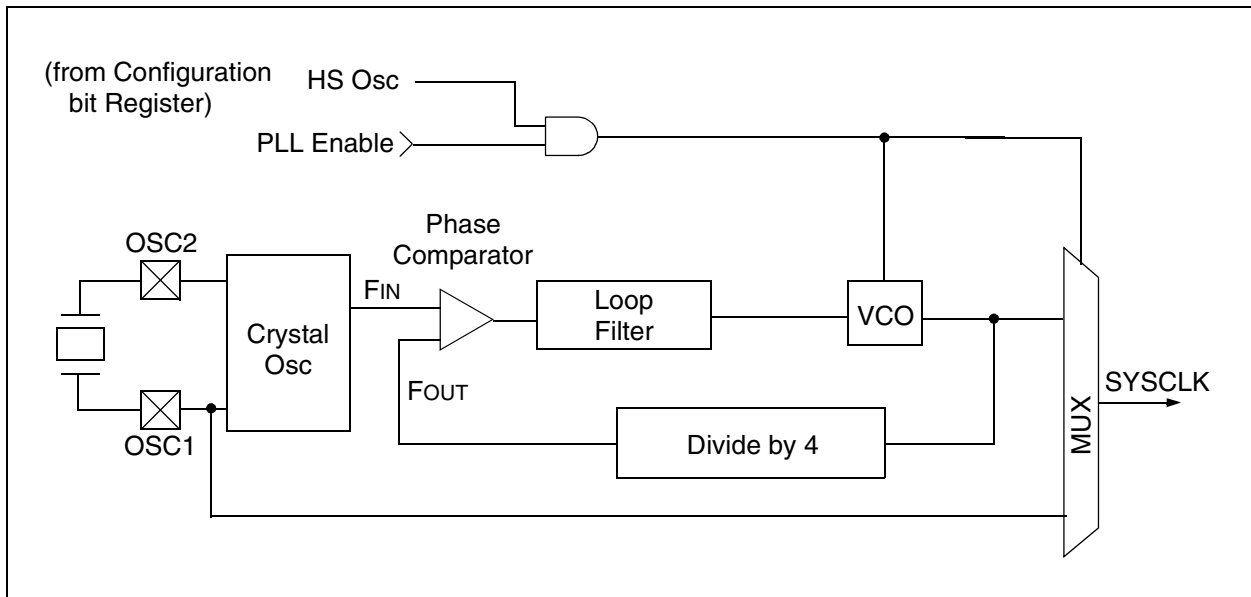 (from Configuration
bit Register)
HS Osc
PLL Enable
Phase
Comparator
OSC2
FIN
Crystal
Osc
Loop
Filter
VCO
OSC1
FOUT
Divide by 4
MUX
SYSCLK